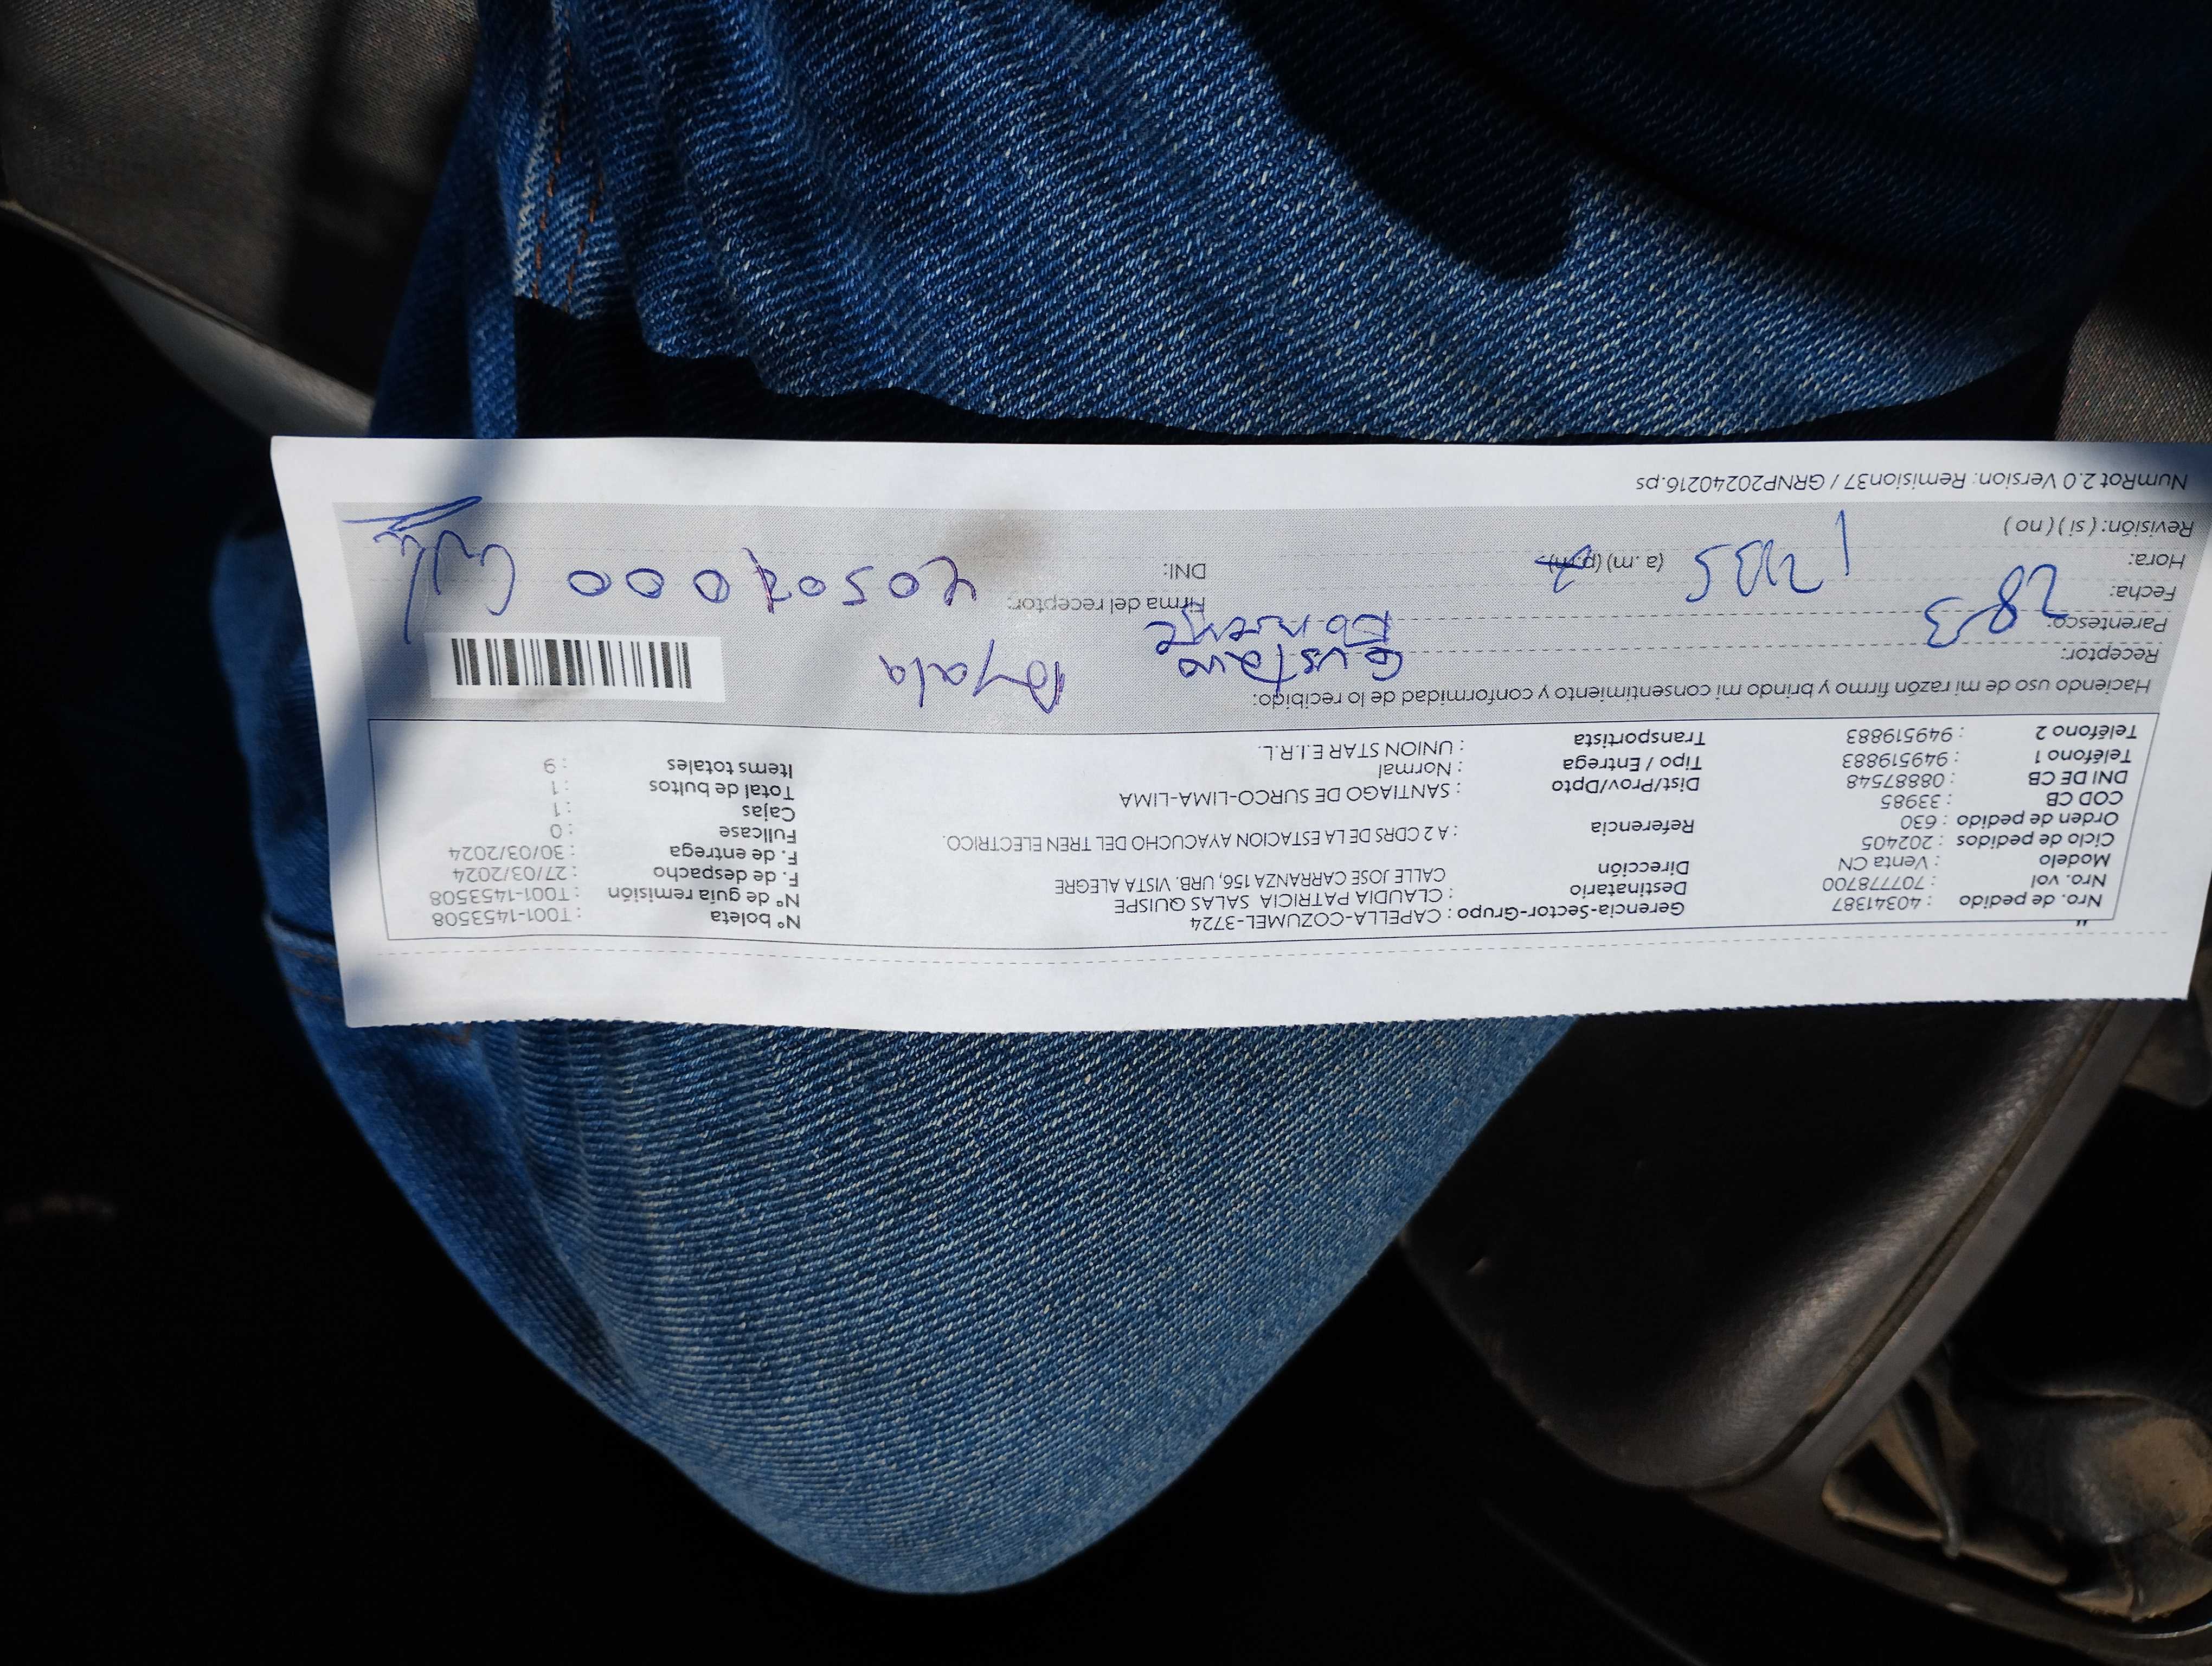 Nro. de pedido : 40341387
Nro. vol : 707778700
Modelo : Venta CN
Ciclo de pedidos : 202405
Orden de pedido : 630
COD CB : 33985
DNI DE CB : 08887548
Teléfono 1 : 949519883
Teléfono 2 : 949519883
Gerencia-Sector-Grupo : CAPELLA-COZUMEL-3724
Destinatario : CLAUDIA PATRICIA SALAS QUISPE
Dirección CALLE JOSE CARRANZA 156, URB. VISTA ALEGRE
Referencia : A 2 CDRS DE LA ESTACION AYACUCHO DEL TREN ELECTRICO.
Dist/Prov/Dpto : SANTIAGO DE SURCO-LIMA-LIMA
Tipo / Entrega : Normal
Transportista : UNION STAR E.I.R.L.
N° boleta : T001-1453508
N° de guia remisión : T001-1453508
F. de despacho : 27/03/2024
F. de entrega : 30/03/2024
Fullcase : 0
Cajas : 1
Total de bultos : 1
Items totales : 9
Haciendo uso de mi razón firmo y brindo mi consentimiento y conformidad de lo recibido:
Receptor: Gustavo Ayala
Parentesco:
Fecha: 28 3
Hora: (a.m) (p.m)
Revisión: ( si ) ( no )
Firma del receptor:
DNI:
NumRot 2.0 Version: Remision37 / GRNP20240216.ps